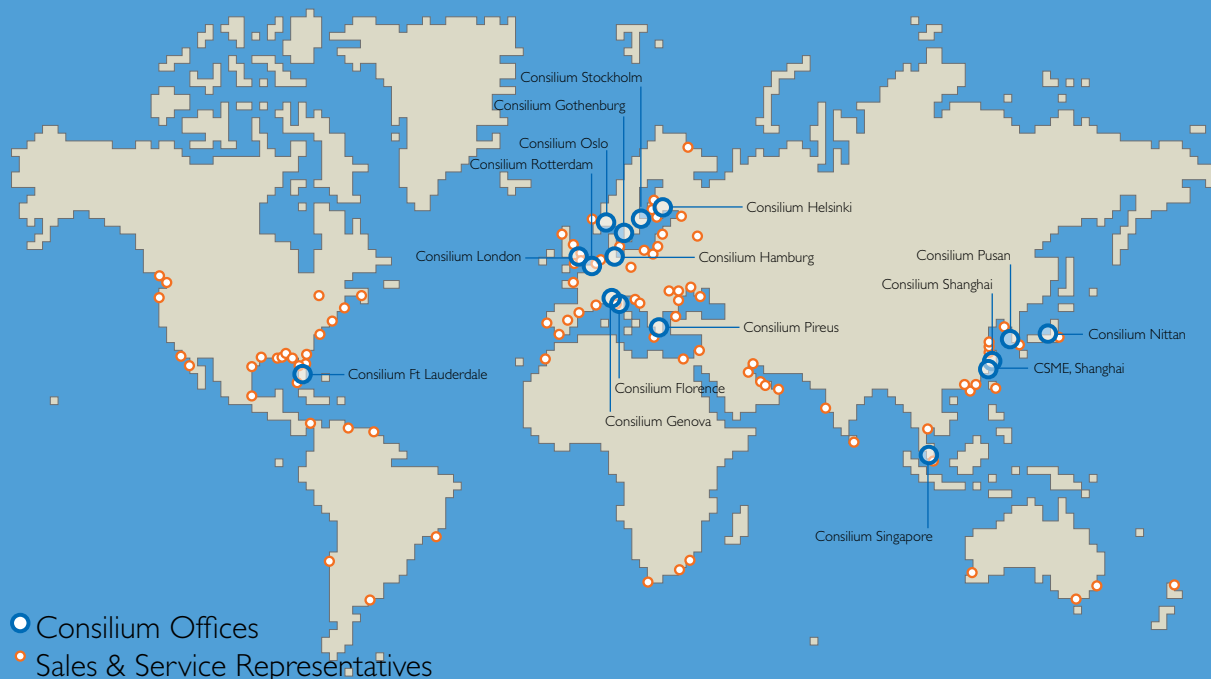 Consilium Stockholm
Consilium Gothenburg
Consilium Oslo
Consilium Rotterdam
Consilium Helsinki
Consilium London
Consilium Hamburg
Consilium Pusan
Consilium Shanghai
Consilium Pireus
Consilium Nittan
CSME, Shanghai
Consilium Ft Lauderdale
Consilium Florence
Consilium Genova
Consilium Singapore
Consilium Offices
Sales & Service Representatives